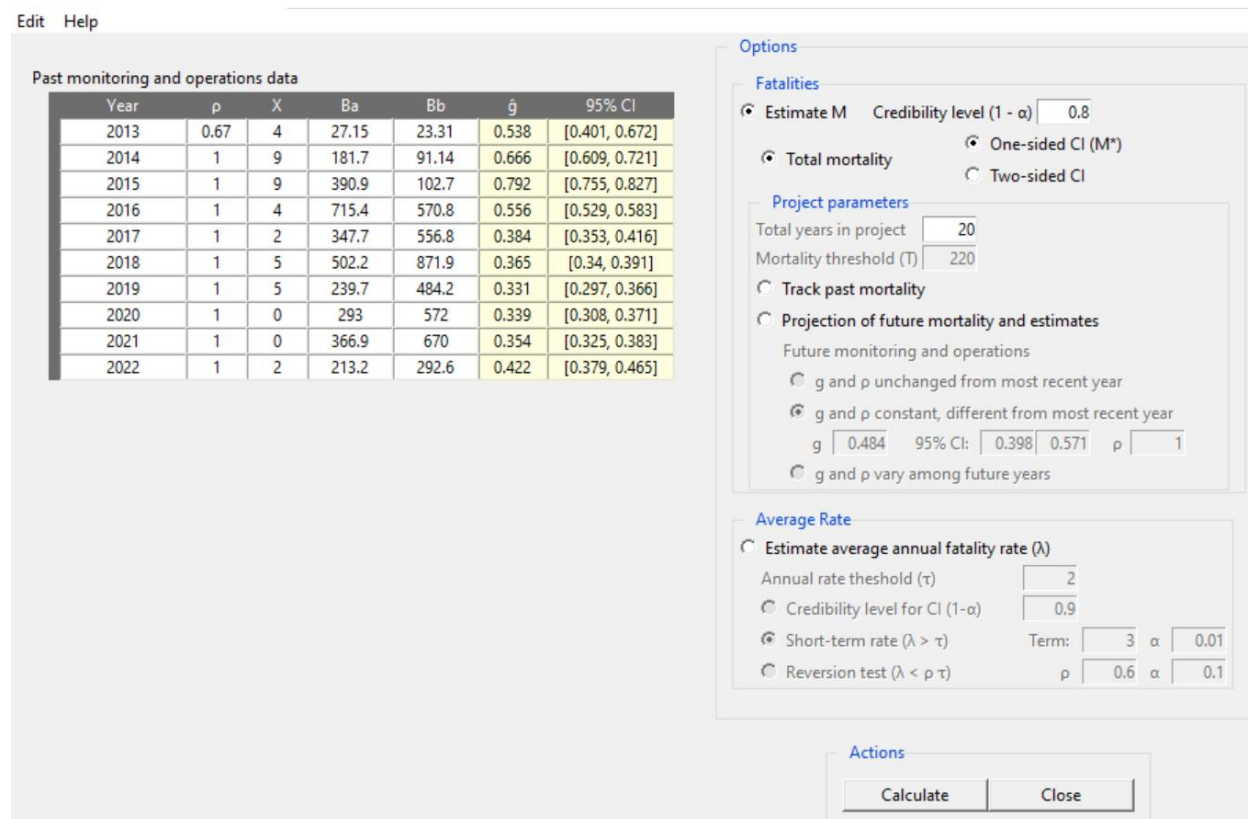 Edit Help
Past monitoring and operations data
Year ρ X Ba Bb ĝ 95% CI
2013 0.67 4 27.15 23.31 0.538 [0.401, 0.672]
2014 1 9 181.7 91.14 0.666 [0.609, 0.721]
2015 1 9 390.9 102.7 0.792 [0.755, 0.827]
2016 1 4 715.4 570.8 0.556 [0.529, 0.583]
2017 1 2 347.7 556.8 0.384 [0.353, 0.416]
2018 1 5 502.2 871.9 0.365 [0.34, 0.391]
2019 1 5 239.7 484.2 0.331 [0.297, 0.366]
2020 1 0 293 572 0.339 [0.308, 0.371]
2021 1 0 366.9 670 0.354 [0.325, 0.383]
2022 1 2 213.2 292.6 0.422 [0.379, 0.465]
Options
Fatalities
Estimate M Credibility level (1 - α) 0.8
Total mortality
One-sided CI (M*)
Two-sided CI
Project parameters
Total years in project 20
Mortality threshold (T) 220
Track past mortality
Projection of future mortality and estimates
Future monitoring and operations
g and ρ unchanged from most recent year
g and ρ constant, different from most recent year
g 0.484 95% CI: 0.398 0.571 ρ 1
g and ρ vary among future years
Average Rate
Estimate average annual fatality rate (λ)
Annual rate theshold (τ) 2
Credibility level for CI (1-α) 0.9
Short-term rate (λ > τ) Term: 3 α 0.01
Reversion test (λ < ρ τ) ρ 0.6 α 0.1
Actions
Calculate Close